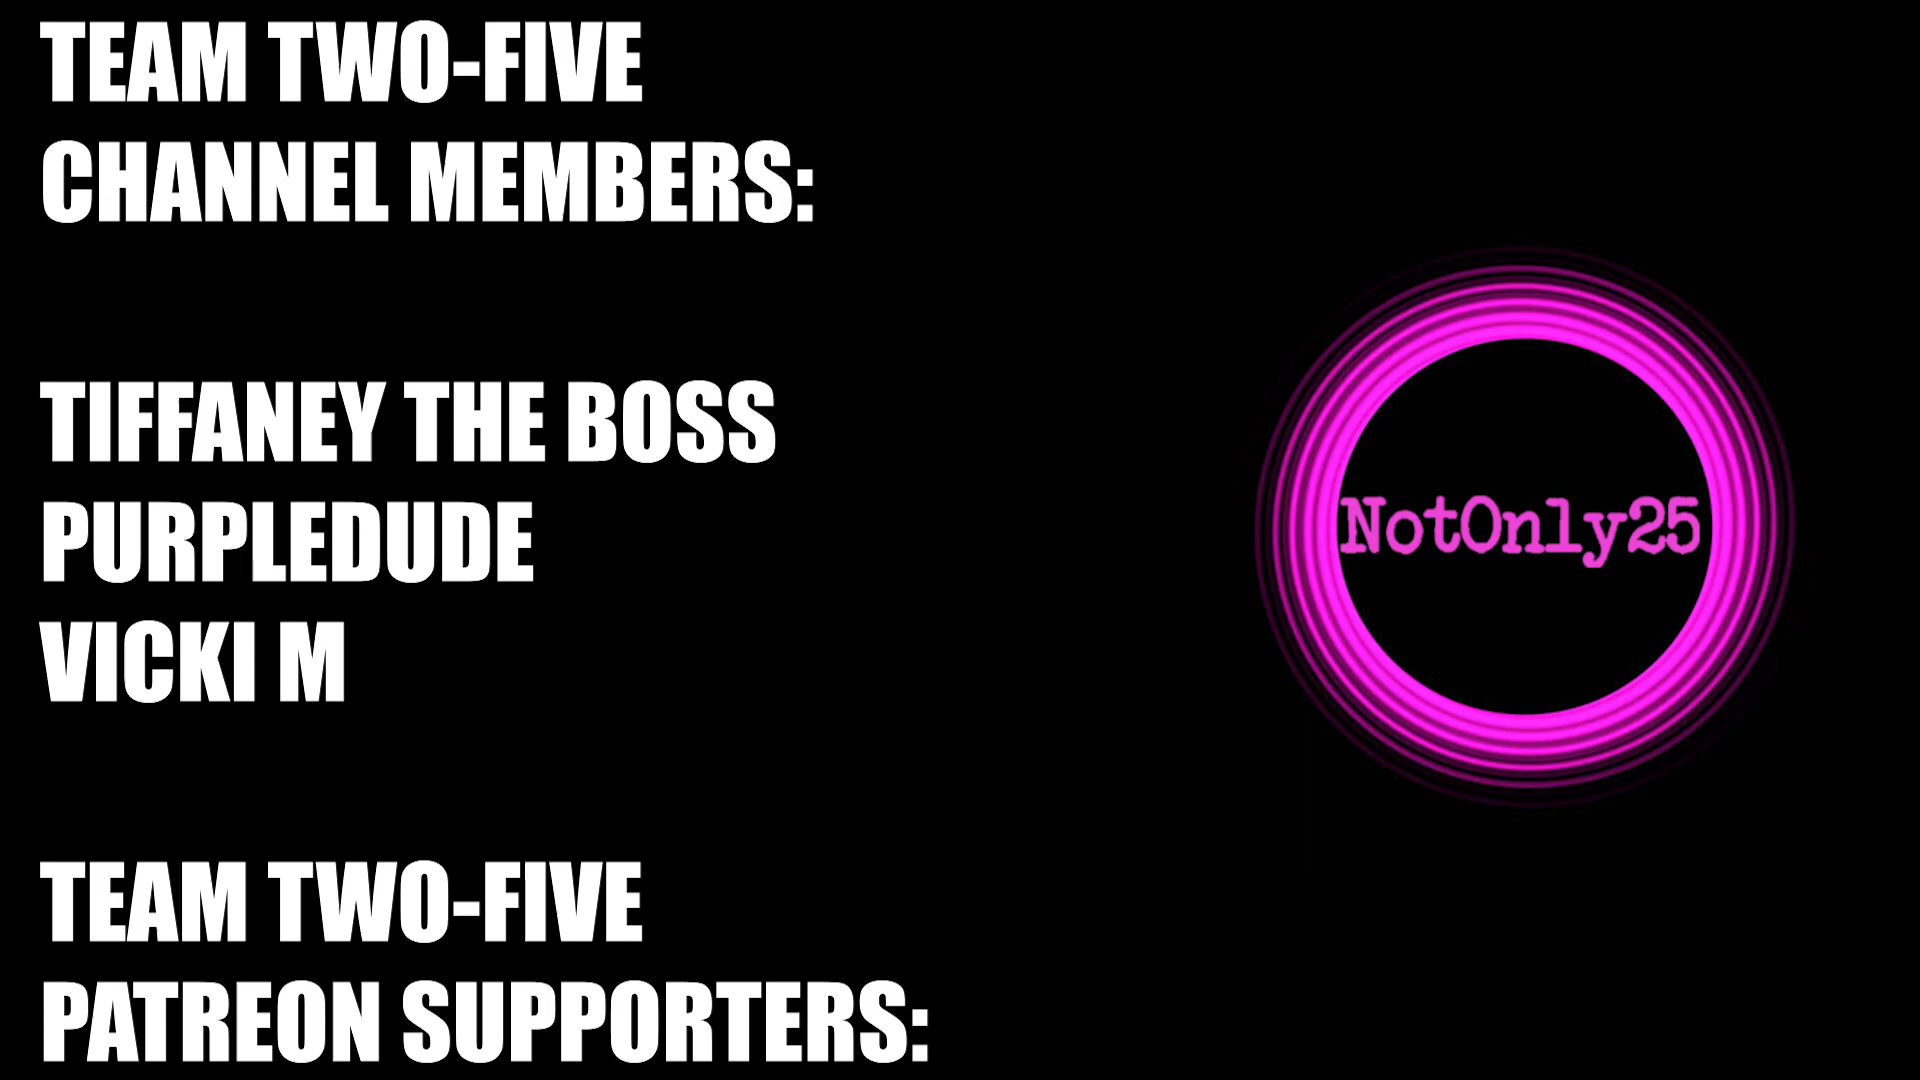 TEAM TWO-FIVE
CHANNEL MEMBERS:
TIFFANEY THE BOSS
PURPLEDUDE
VICKI M
TEAM TWO-FIVE
PATREON SUPPORTERS:
NotOnly25